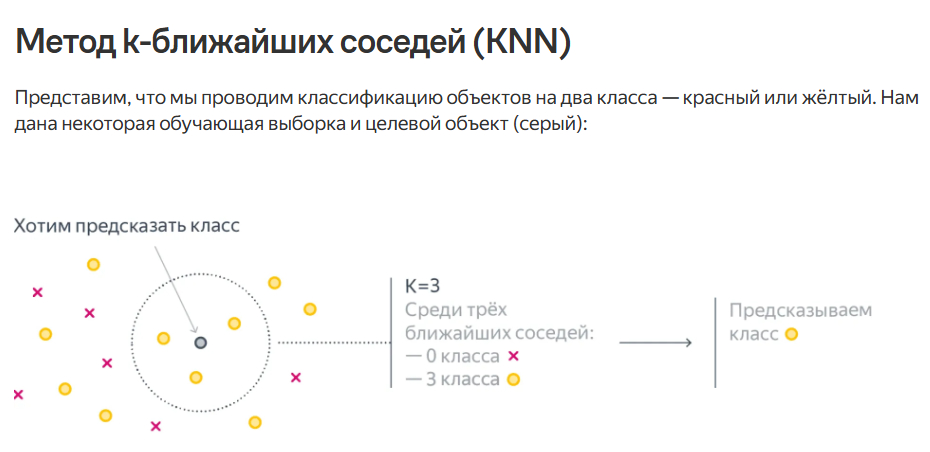 Метод k-ближайших соседей (KNN)
Представим, что мы проводим классификацию объектов на два класса — красный или жёлтый. Нам
дана некоторая обучающая выборка и целевой объект (серый):
Хотим предсказать класс
K=3
Среди трёх
ближайших соседей:
— 0 класса
— 3 класса
Предсказываем
класс